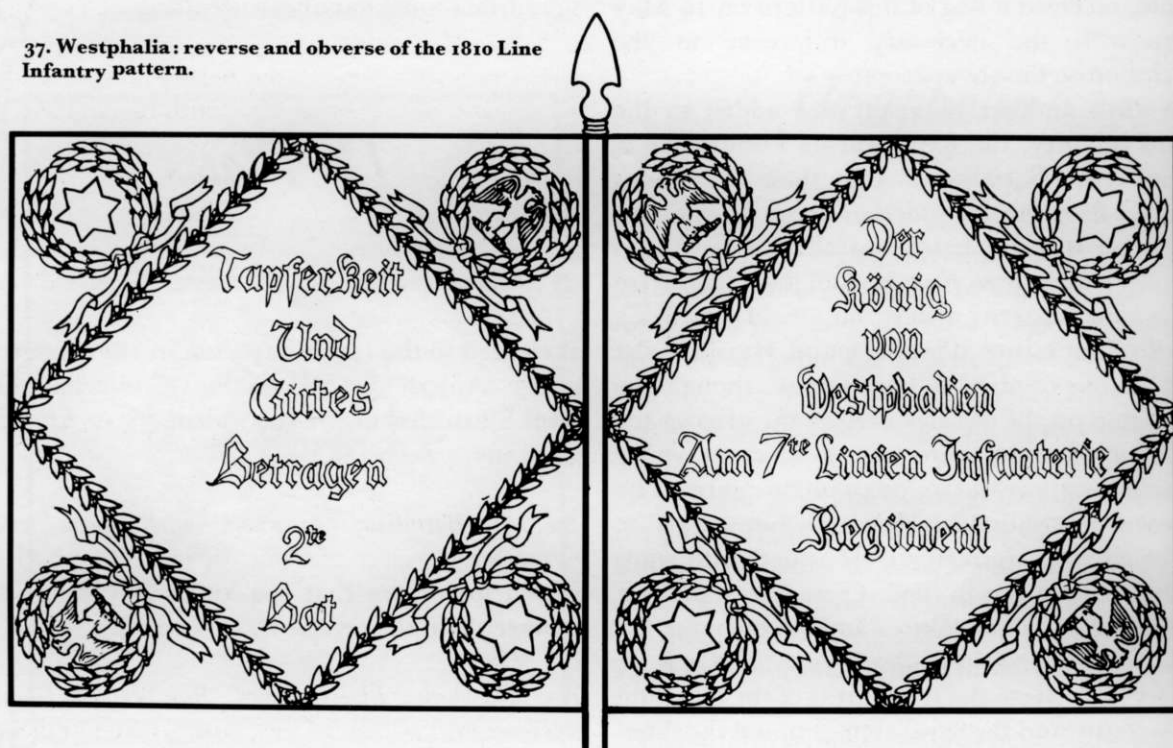 37. Westphalia: reverse and obverse of the 1810 Line
Infantry pattern.
Tapferkeit
Und
Gutes
Betragen
2te
Bat
Der
König
von
Westphalien
Am 7te Linien Infanterie
Regiment